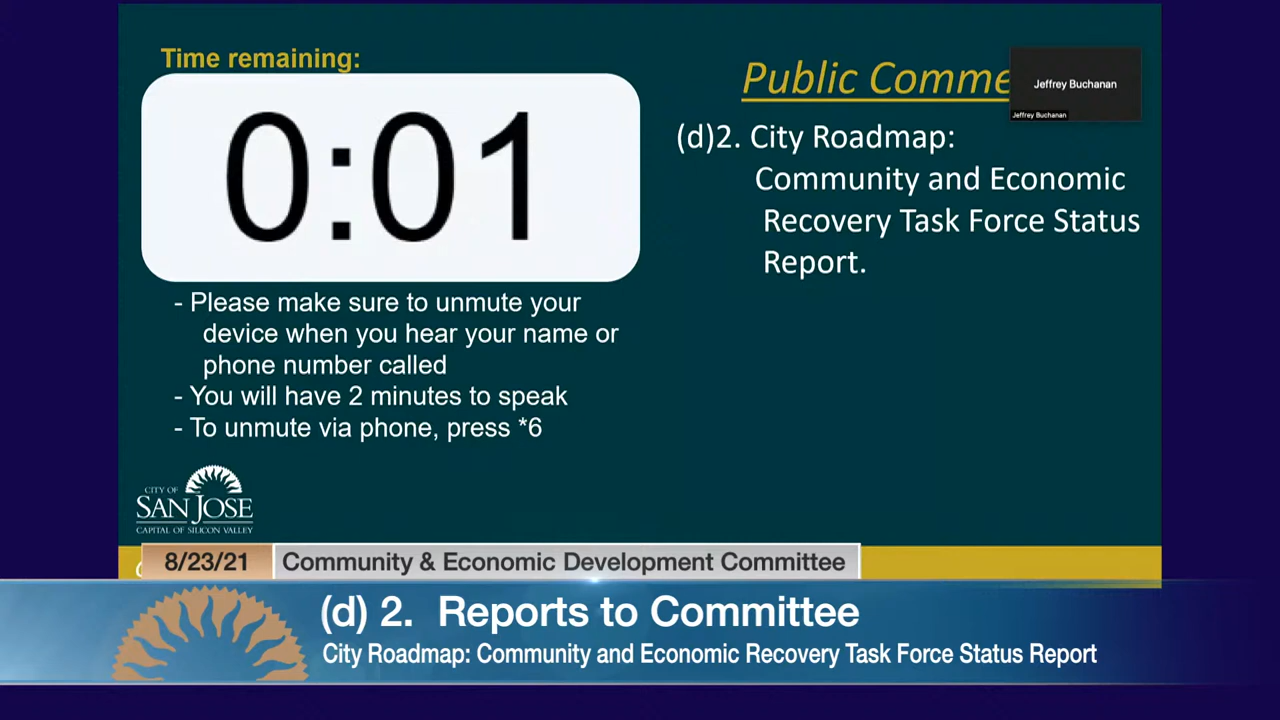 Time remaining:
0:01
- Please make sure to unmute your
device when you hear your name or
phone number called
- You will have 2 minutes to speak
- To unmute via phone, press *6
Public Comme
Jeffrey Buchanan
Jeffrey Buchanan
(d)2. City Roadmap:
Community and Economic
Recovery Task Force Status
Report.
CITY OF
SAN JOSE
CAPITAL OF SILICON VALLEY
8/23/21
Community & Economic Development Committee
(d) 2. Reports to Committee
City Roadmap: Community and Economic Recovery Task Force Status Report